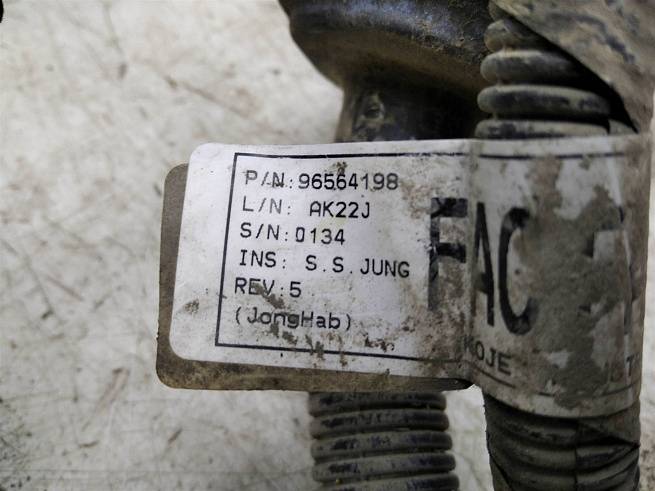 P/N:96564198
L/N: AK22J
S/N:0134
INS: S.S.JUNG
REV:5
(JongHab)
FAC
KOJE